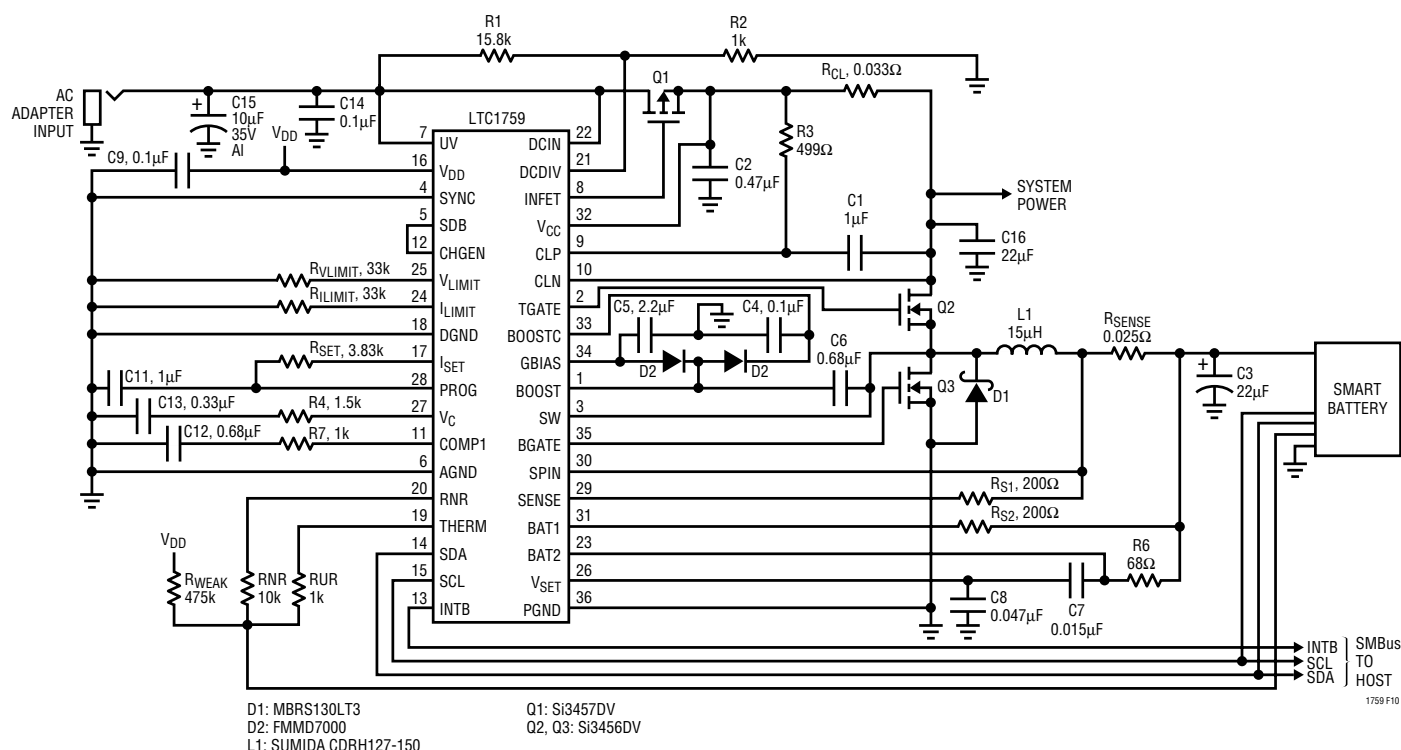 R1
15.8k
R2
1k
RCL, 0.033Ω
Q1
AC
ADAPTER
INPUT
+
C15
10µF
35V
Al
C14
0.1µF
VDD
C9, 0.1µF
LTC1759
7
UV
16
VDD
4
SYNC
5
SDB
12
CHGEN
25
VLIMIT
24
ILIMIT
18
DGND
17
ISET
28
PROG
27
VC
11
COMP1
6
AGND
20
RNR
19
THERM
14
SDA
15
SCL
13
INTB
DCIN
22
DCDIV
21
INFET
8
VCC
32
CLP
9
CLN
10
TGATE
2
BOOSTC
33
GBIAS
34
BOOST
1
SW
3
BGATE
35
SPIN
30
SENSE
29
BAT1
31
BAT2
23
VSET
26
PGND
36
RVLIMIT, 33k
RILIMIT, 33k
RSET, 3.83k
C11, 1µF
C13, 0.33µF
R4, 1.5k
C12, 0.68µF
R7, 1k
VDD
RWEAK
475k
RNR
10k
RUR
1k
R3
499Ω
C2
0.47µF
C1
1µF
SYSTEM
POWER
C16
22µF
C5, 2.2µF
C4, 0.1µF
D2
D2
C6
0.68µF
Q2
Q3
D1
L1
15µH
RSENSE
0.025Ω
+
C3
22µF
SMART
BATTERY
RS1, 200Ω
RS2, 200Ω
R6
68Ω
C8
0.047µF
C7
0.015µF
INTB
SCL
SDA
SMBus
TO
HOST
1759 F10
D1: MBRS130LT3
D2: FMMD7000
L1: SUMIDA CDRH127-150
Q1: Si3457DV
Q2, Q3: Si3456DV